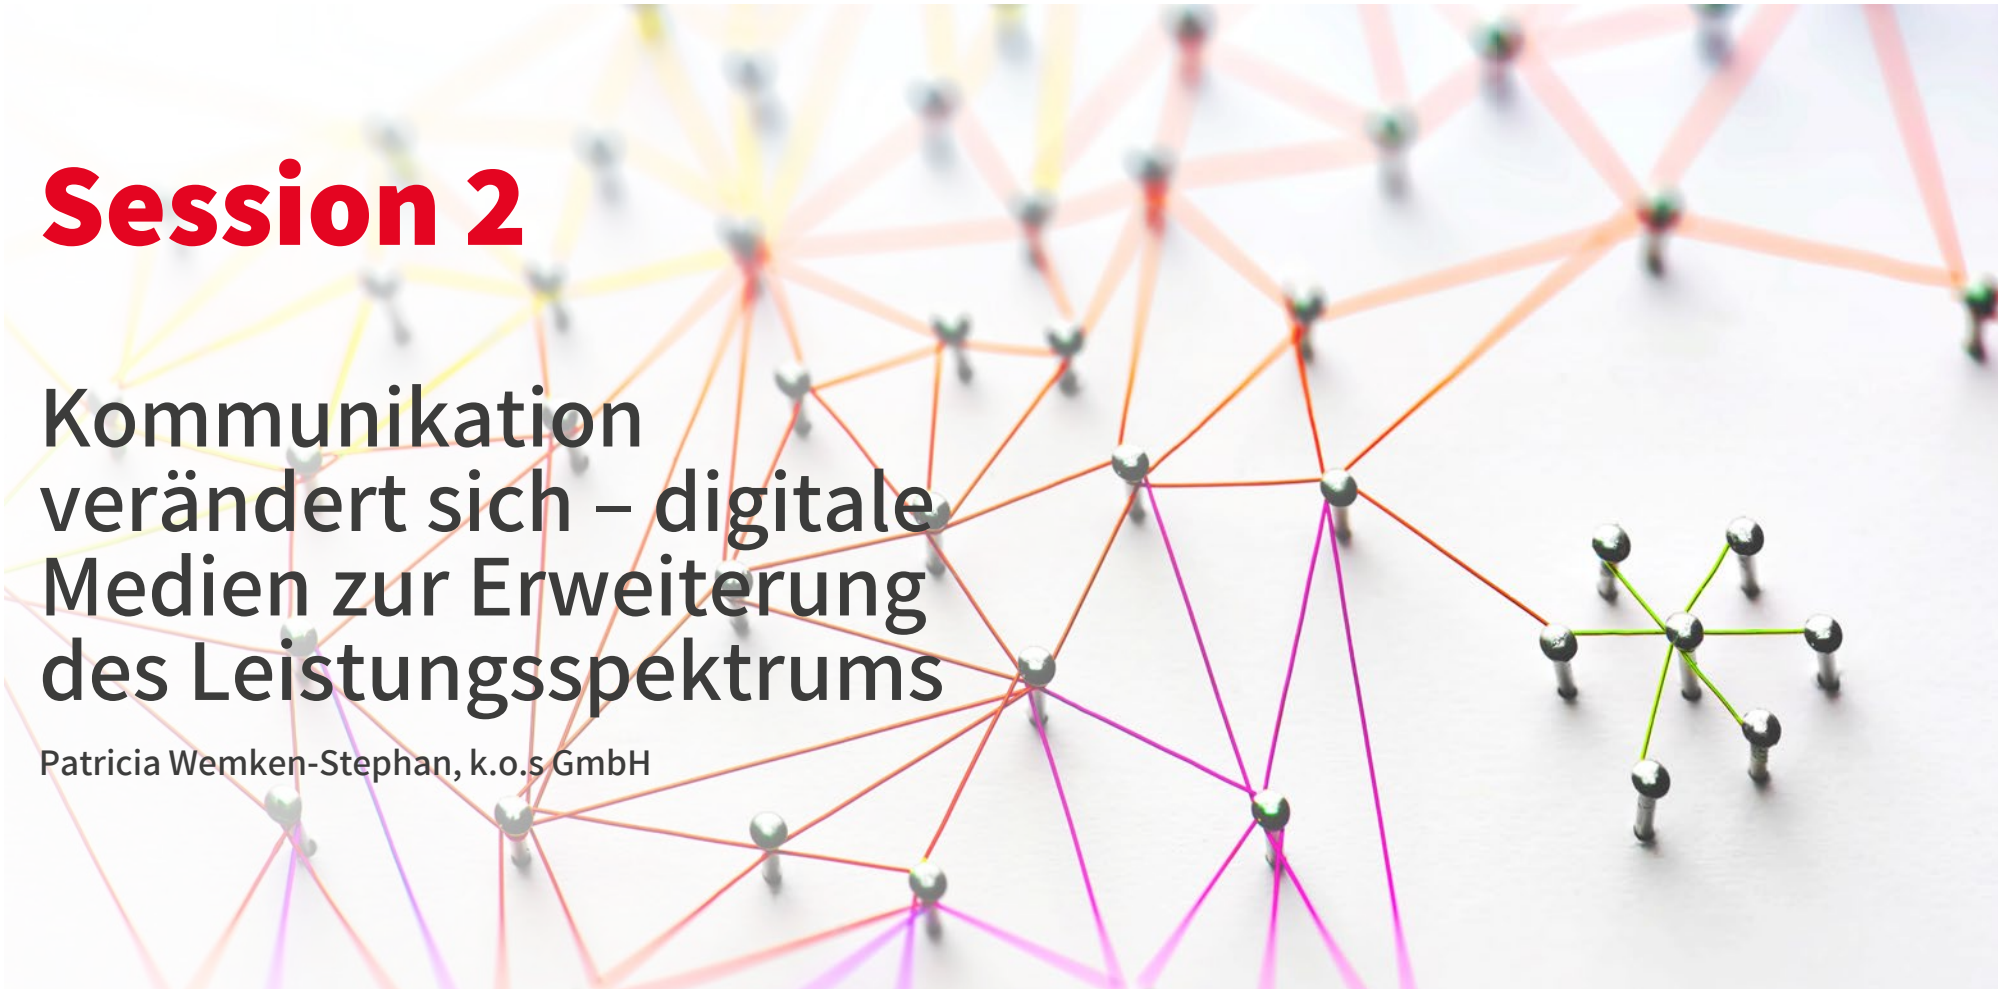 Session 2
Kommunikation
verändert sich – digitale
Medien zur Erweiterung
des Leistungsspektrums
Patricia Wemken-Stephan, k.o.s GmbH